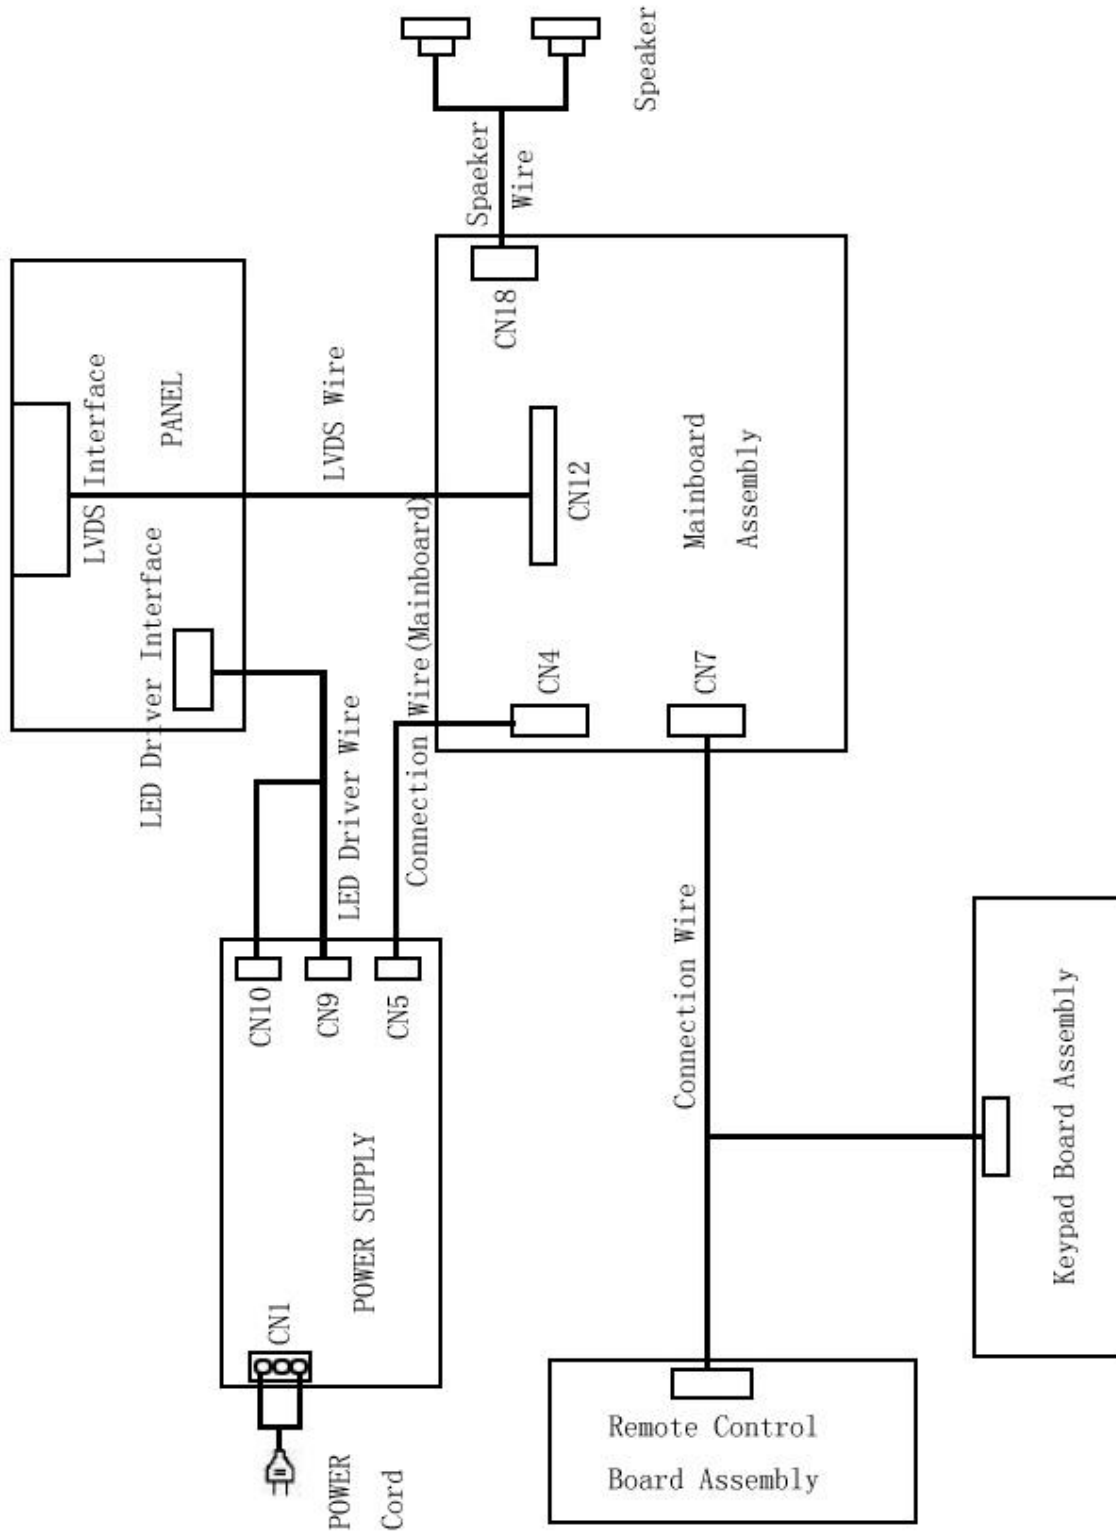 Speaker
Spaeker
Wire
CN18
LVDS Interface
PANEL
LVDS Wire
CN12
Mainboard
Assembly
LED Driver Interface
LED Driver Wire
Connection Wire(Mainboard)
CN4
CN7
CN10
CN9
CN5
POWER SUPPLY
CN1
POWER
Cord
Connection Wire
Keypad Board Assembly
Remote Control
Board Assembly